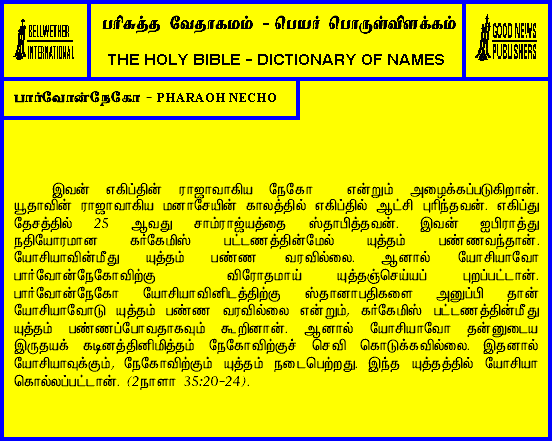 BELLWETHER
INTERNATIONAL
பரிசுத்த வேதாகமம் - பெயர் பொருள்விளக்கம்
THE HOLY BIBLE - DICTIONARY OF NAMES
GOOD NEWS
PUBLISHERS
பார்வோன்நேகோ - PHARAOH NECHO
இவன் எகிப்தின் ராஜாவாகிய நேகோ என்றும் அழைக்கப்படுகிறான்.
யூதாவின் ராஜாவாகிய மனாசேயின் காலத்தில் எகிப்தில் ஆட்சி புரிந்தவன். எகிப்து
தேசத்தில் 25 ஆவது சாம்ராஜ்யத்தை ஸ்தாபித்தவன். இவன் ஐபிராத்து
நதியோரமான கர்கேமிஸ் பட்டணத்தின்மேல் யுத்தம் பண்ணவந்தான்.
யோசியாவின்மீது யுத்தம் பண்ண வரவில்லை. ஆனால் யோசியாவோ
பார்வோன்நேகோவிற்கு விரோதமாய் யுத்தஞ்செய்யப் புறப்பட்டான்.
பார்வோன்நேகோ யோசியாவினிடத்திற்கு ஸ்தானாபதிகளை அனுப்பி தான்
யோசியாவோடு யுத்தம் பண்ண வரவில்லை என்றும், கர்கேமிஸ் பட்டணத்தின்மீது
யுத்தம் பண்ணப்போவதாகவும் கூறினான். ஆனால் யோசியாவோ தன்னுடைய
இருதயக் கடினத்தினிமித்தம் நேகோவிற்குச் செவி கொடுக்கவில்லை. இதனால்
யோசியாவுக்கும், நேகோவிற்கும் யுத்தம் நடைபெற்றது. இந்த யுத்தத்தில் யோசியா
கொல்லப்பட்டான். (2நாளா 35:20-24).